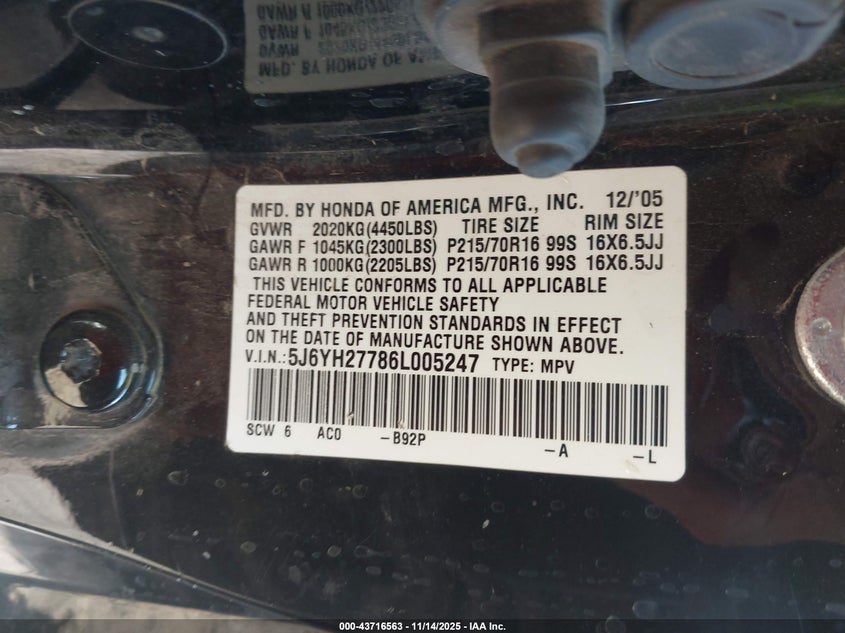 MFD. BY HONDA OF AMERICA MFG., INC. 12/'05
GVWR 2020KG(4450LBS) TIRE SIZE RIM SIZE
GAWR F 1045KG(2300LBS) P215/70R16 99S 16X6.5JJ
GAWR R 1000KG(2205LBS) P215/70R16 99S 16X6.5JJ
THIS VEHICLE CONFORMS TO ALL APPLICABLE
FEDERAL MOTOR VEHICLE SAFETY
AND THEFT PREVENTION STANDARDS IN EFFECT
ON THE DATE OF MANUFACTURE SHOWN ABOVE.
V.I.N.:5J6YH27786L005247 TYPE: MPV
SCW 6 AC0 -B92P -A -L
000-43716563 | 11/14/2025 - IAA Inc.